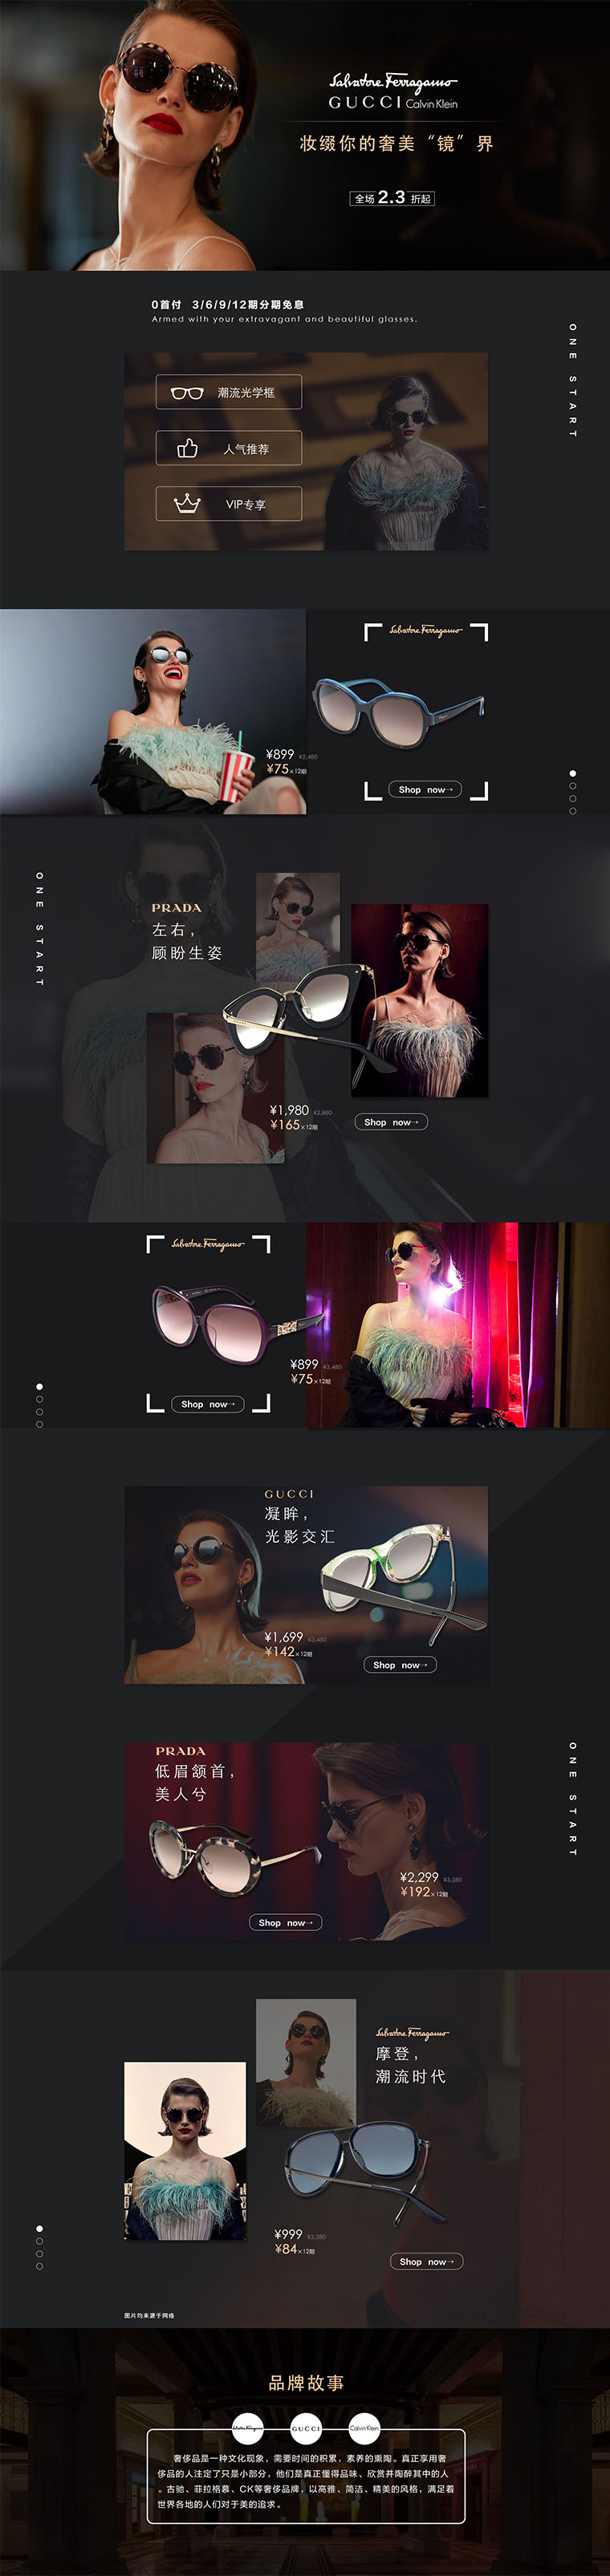 Salvatore Ferragamo
GUCCI Calvin Klein
妆缀你的奢美“镜”界
全场2.3折起
0首付 3/6/9/12期分期免息
Armed with your extravagant and beautiful glasses.
ONE START
潮流光学框
人气推荐
VIP专享
Salvatore Ferragamo
¥899 ¥2,480
¥75×12期
Shop now→
ONE START
PRADA
左右，
顾盼生姿
¥1,980 ¥2,880
¥165×12期
Shop now→
Salvatore Ferragamo
¥899 ¥3,480
¥75×12期
Shop now→
GUCCI
凝眸，
光影交汇
¥1,699 ¥3,480
¥142×12期
Shop now→
PRADA
低眉颔首，
美人兮
ONE START
¥2,299 ¥3,280
¥192×12期
Shop now→
Salvatore Ferragamo
摩登，
潮流时代
¥999 ¥3,380
¥84×12期
Shop now→
图片均来源于网络
品牌故事
Salvatore Ferragamo GUCCI Calvin Klein
奢侈品是一种文化现象，需要时间的积累，素养的熏陶。真正享用奢
侈品的人注定了只是小部分，他们是真正懂得品味、欣赏并陶醉其中的人
。古驰、菲拉格慕、CK等奢侈品牌，以高雅、简洁、精美的风格，满足着
世界各地的人们对于美的追求。